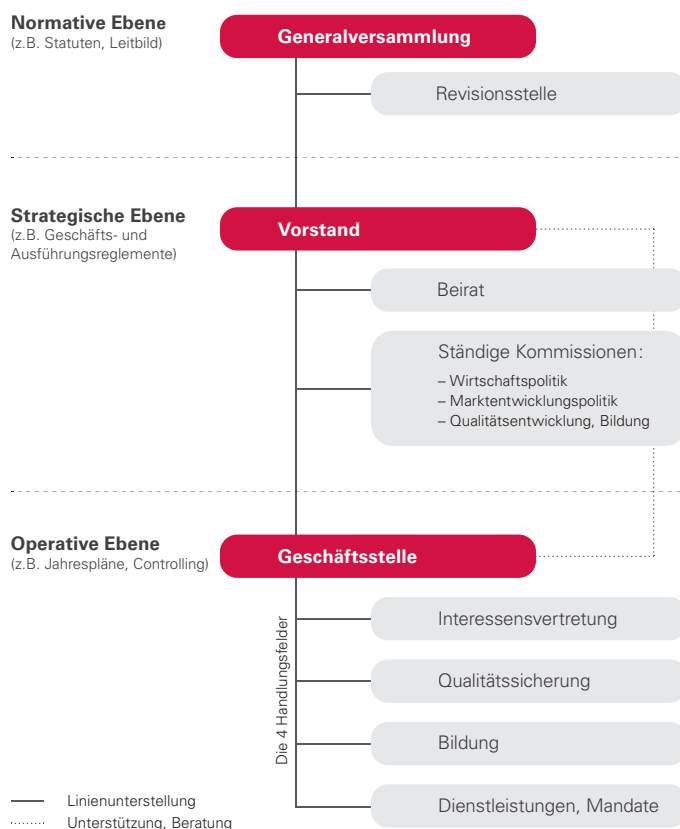 Normative Ebene
(z.B. Statuten, Leitbild)
Generalversammlung
Revisionsstelle
Strategische Ebene
(z.B. Geschäfts- und
Ausführungsreglemente)
Vorstand
Beirat
Ständige Kommissionen:
– Wirtschaftspolitik
– Marktentwicklungspolitik
– Qualitätsentwicklung, Bildung
Operative Ebene
(z.B. Jahrespläne, Controlling)
Geschäftsstelle
Die 4 Handlungsfelder
Interessensvertretung
Qualitätssicherung
Bildung
Dienstleistungen, Mandate
Linienunterstellung
Unterstützung, Beratung